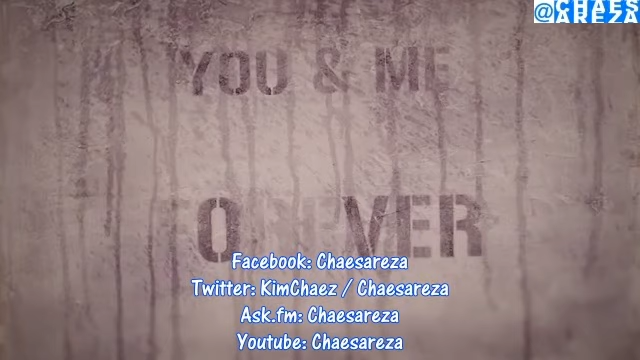 @CHAES
AREZA
YOU & ME
FOREVER
Facebook: Chaesareza
Twitter: KimChaez / Chaesareza
Ask.fm: Chaesareza
Youtube: Chaesareza